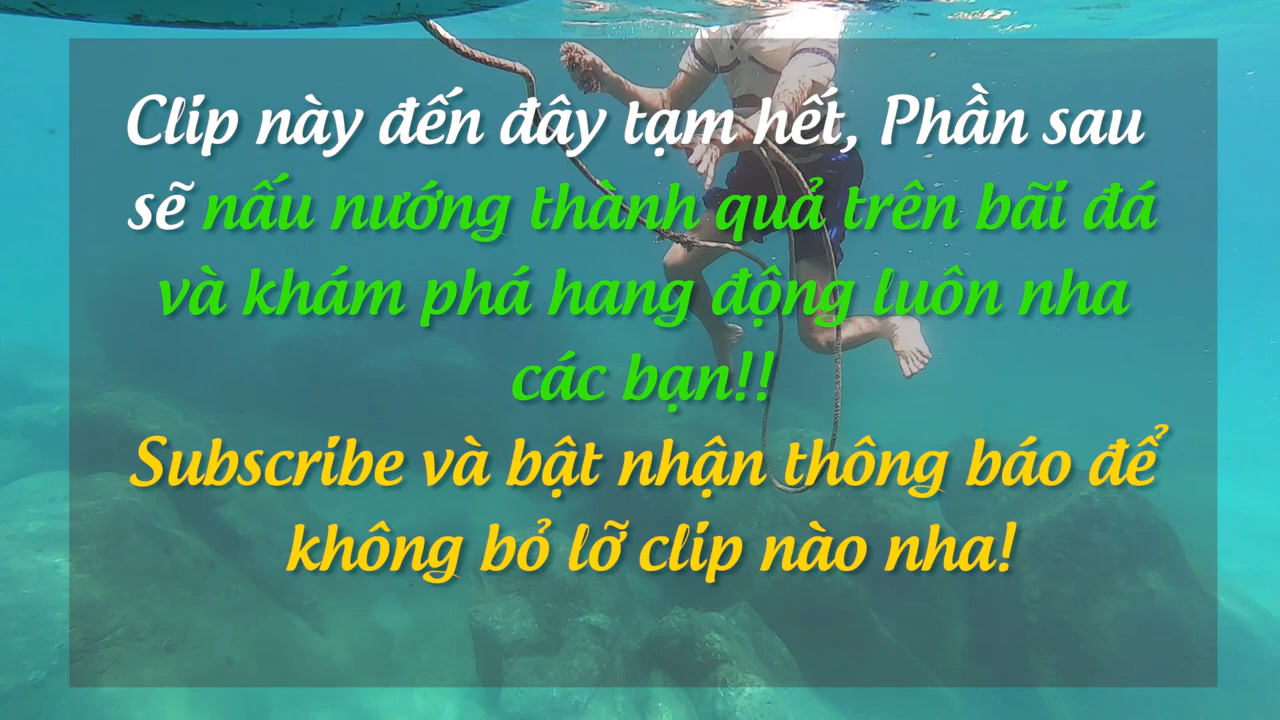 Clip này đến đây tạm hết, Phần sau
sẽ nấu nướng thành quả trên bãi đá
và khám phá hang động luôn nha
các bạn!!
Subscribe và bật nhận thông báo để
không bỏ lỡ clip nào nha!